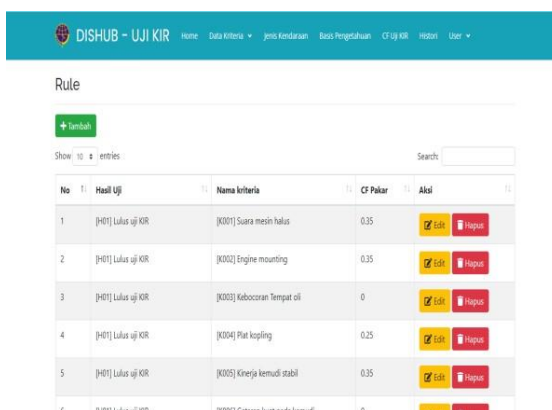 DISHUB - UJI KIR Home Data Kriteria Jenis Kendaraan Basis Pengetahuan CF Uji KIR Histori User
Rule
+ Tambah
Show 10 entries Search:
No Hasil Uji Nama kriteria CF Pakar Aksi
1 [H01] Lulus uji KIR [K001] Suara mesin halus 0.35 Edit Hapus
2 [H01] Lulus uji KIR [K002] Engine mounting 0.35 Edit Hapus
3 [H01] Lulus uji KIR [K003] Kebocoran Tempat oli 0 Edit Hapus
4 [H01] Lulus uji KIR [K004] Plat kopling 0.25 Edit Hapus
5 [H01] Lulus uji KIR [K005] Kinerja kemudi stabil 0.35 Edit Hapus